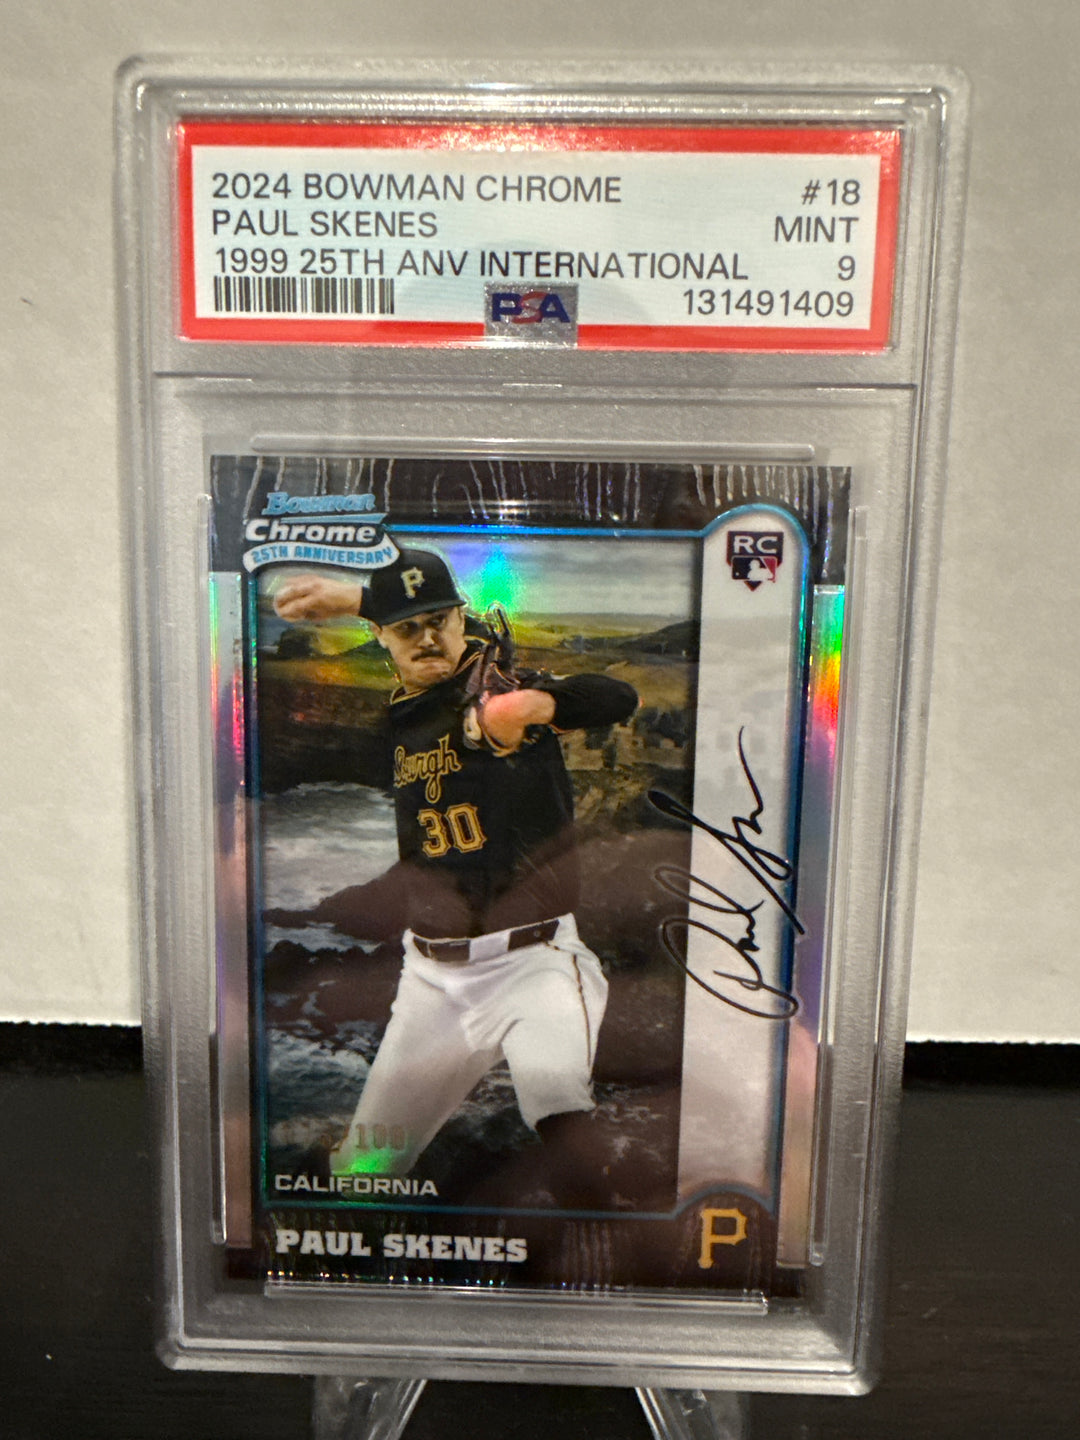 2024 BOWMAN CHROME #18
PAUL SKENES MINT
1999 25TH ANV INTERNATIONAL 9
PSA 131491409
Bowman
Chrome
25TH ANNIVERSARY
RC
P
burgh
30
Paul
/100
CALIFORNIA
PAUL SKENES
P